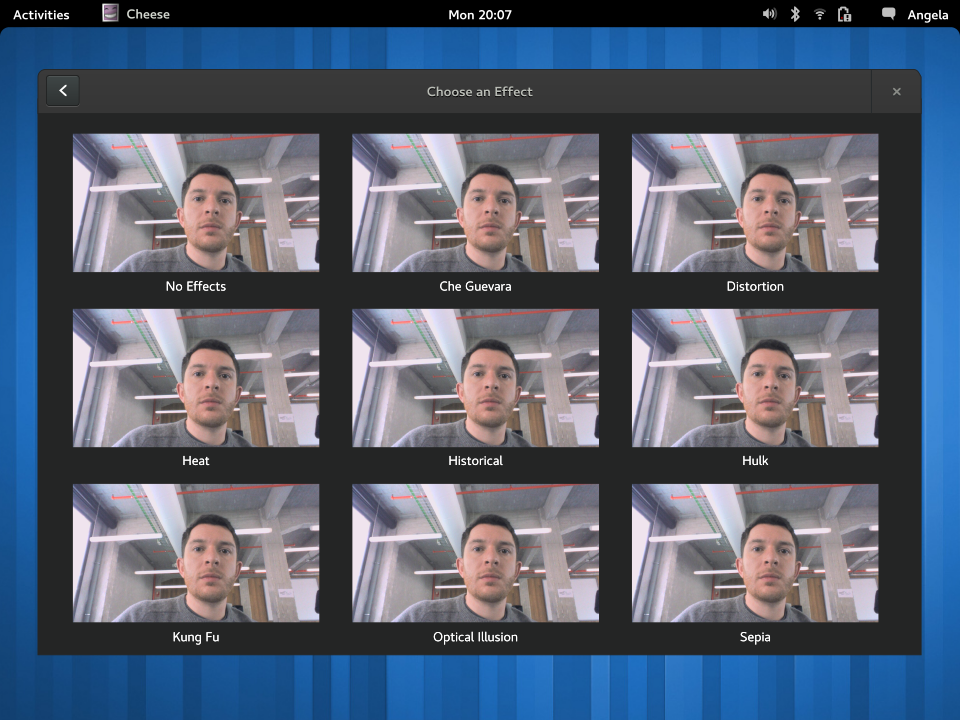 Activities
Cheese
Mon 20:07
Angela
Choose an Effect
No Effects
Che Guevara
Distortion
Heat
Historical
Hulk
Kung Fu
Optical Illusion
Sepia